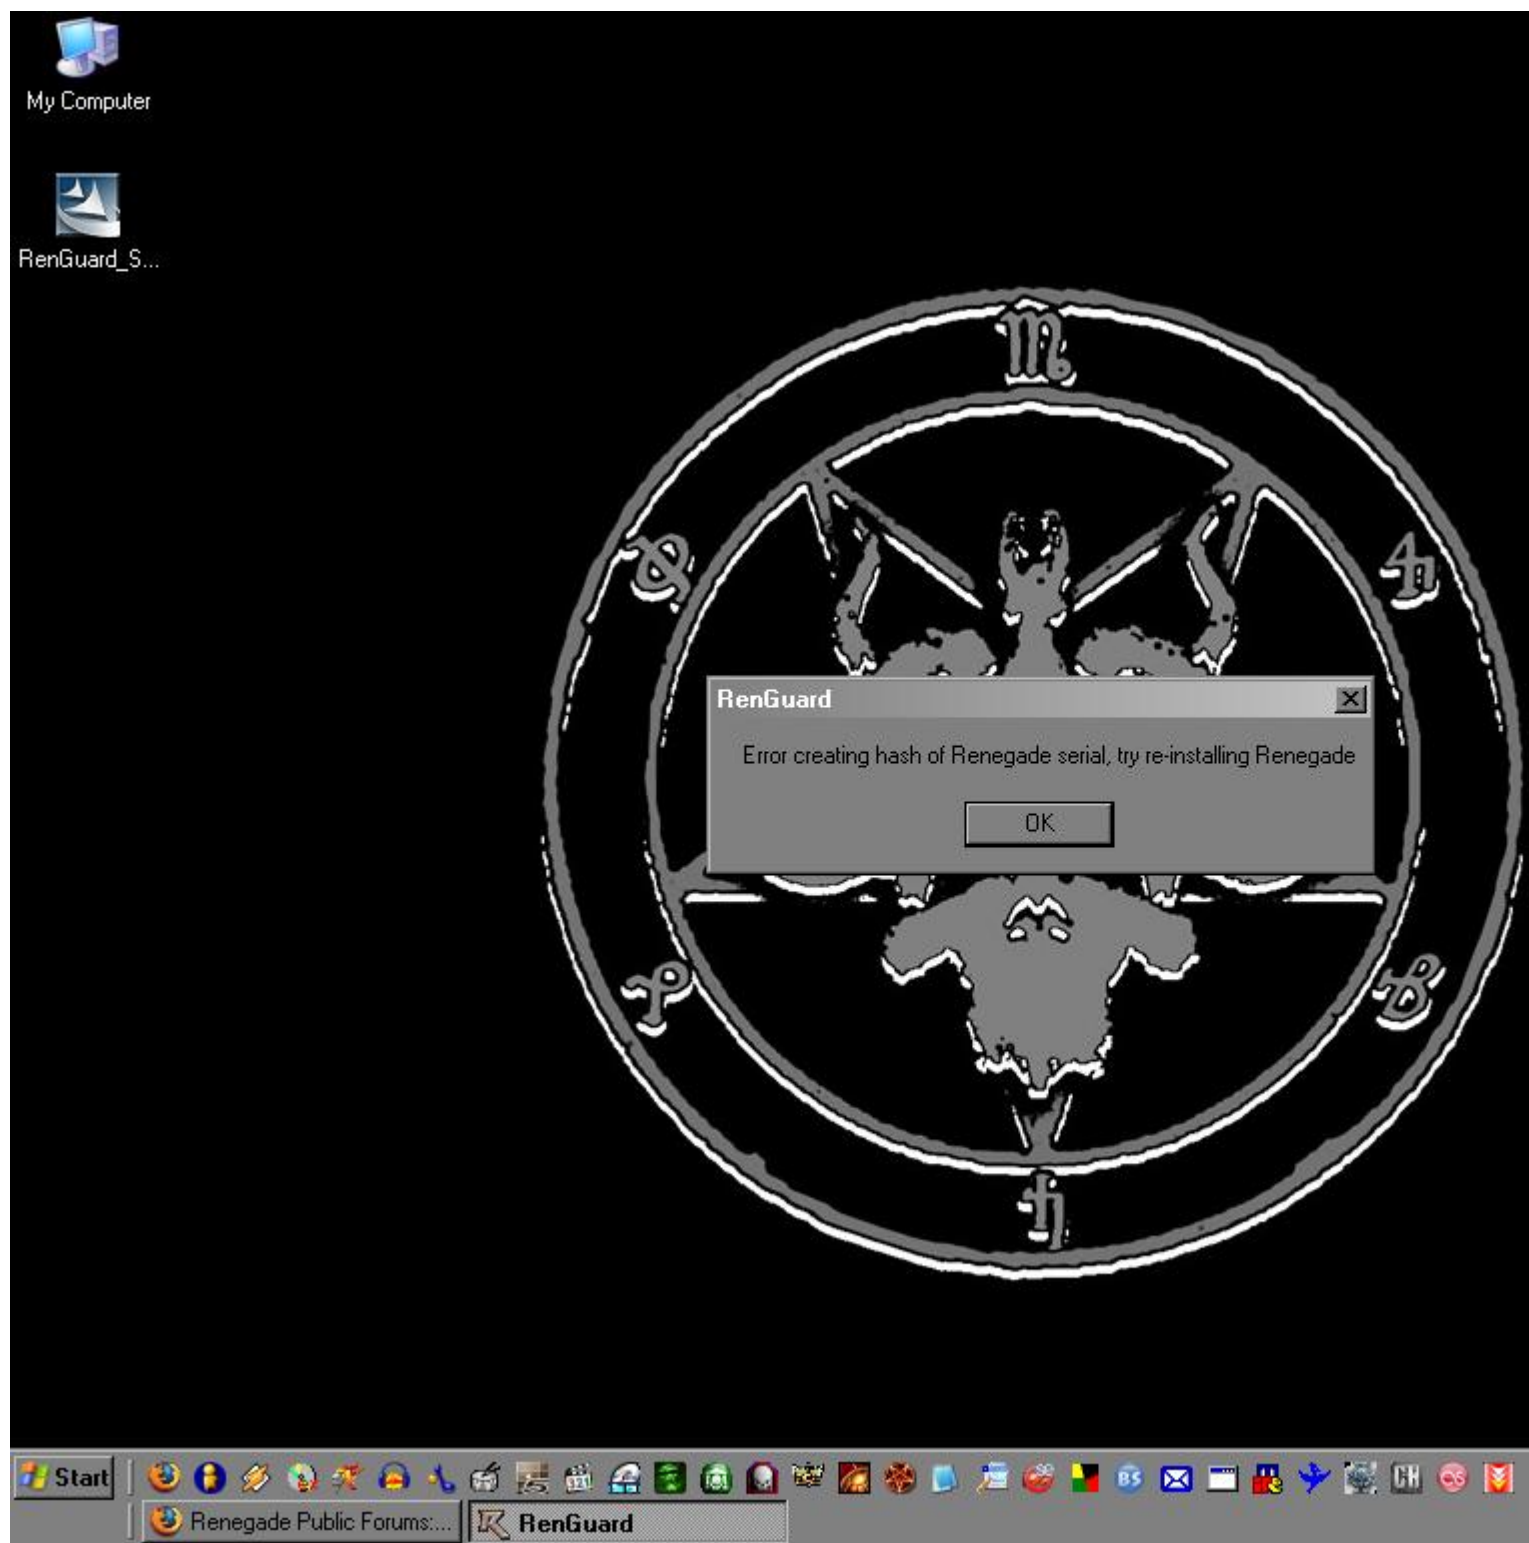 My Computer
RenGuard_S...
RenGuard
Error creating hash of Renegade serial, try re-installing Renegade
OK
Start
BS
Renegade Public Forums:...
RenGuard